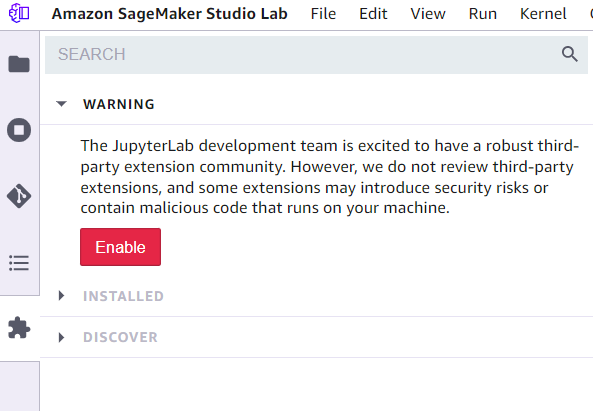 Amazon SageMaker Studio Lab File Edit View Run Kernel
SEARCH
WARNING
The JupyterLab development team is excited to have a robust third-
party extension community. However, we do not review third-party
extensions, and some extensions may introduce security risks or
contain malicious code that runs on your machine.
Enable
INSTALLED
DISCOVER